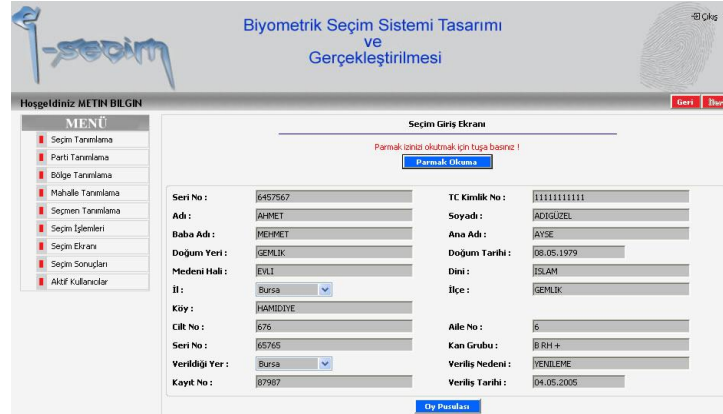 i-seçim
Biyometrik Seçim Sistemi Tasarımı
ve
Gerçekleştirilmesi
Çıkış
Hoşgeldiniz METIN BILGIN
Geri
MENÜ
Seçim Tanımlama
Parti Tanımlama
Bölge Tanımlama
Mahalle Tanımlama
Seçmen Tanımlama
Seçim İşlemleri
Seçim Ekranı
Seçim Sonuçları
Aktif Kullanıcılar
Seçim Giriş Ekranı
Parmak izinizi okutmak için tuşa basınız !
Parmak Okuma
Seri No : 6457567 TC Kimlik No : 11111111111
Adı : AHMET Soyadı : ADIGÜZEL
Baba Adı : MEHMET Ana Adı : AYSE
Doğum Yeri : GEMLIK Doğum Tarihi : 08.05.1979
Medeni Hali : EVLI Dini : ISLAM
İl : Bursa İlçe : GEMLIK
Köy : HAMIDIYE
Cilt No : 676 Aile No : 6
Seri No : 65765 Kan Grubu : B RH +
Verildiği Yer : Bursa Veriliş Nedeni : YENILEME
Kayıt No : 87987 Veriliş Tarihi : 04.05.2005
Oy Pusulası